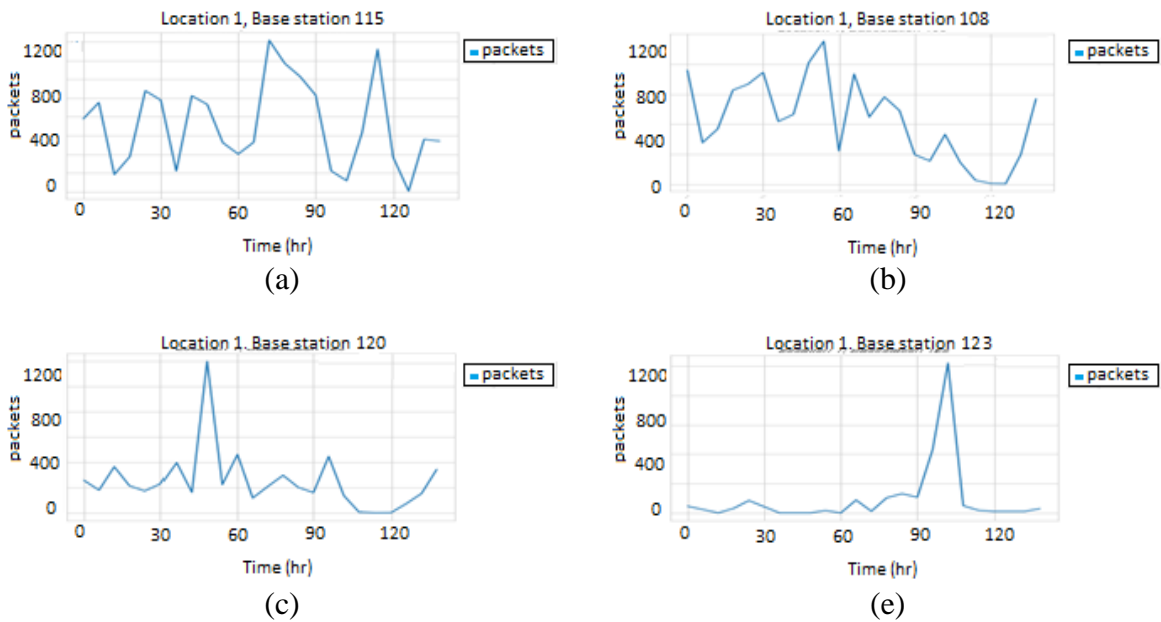 Location 1, Base station 115
packets
1200
800
400
0
packets
0 30 60 90 120
Time (hr)
(a)
Location 1, Base station 108
packets
1200
800
400
0
packets
0 30 60 90 120
Time (hr)
(b)
Location 1. Base station 120
packets
1200
800
400
0
packets
0 30 60 90 120
Time (hr)
(c)
Location 1, Base station 123
packets
1200
800
400
0
packets
0 30 60 90 120
Time (hr)
(e)